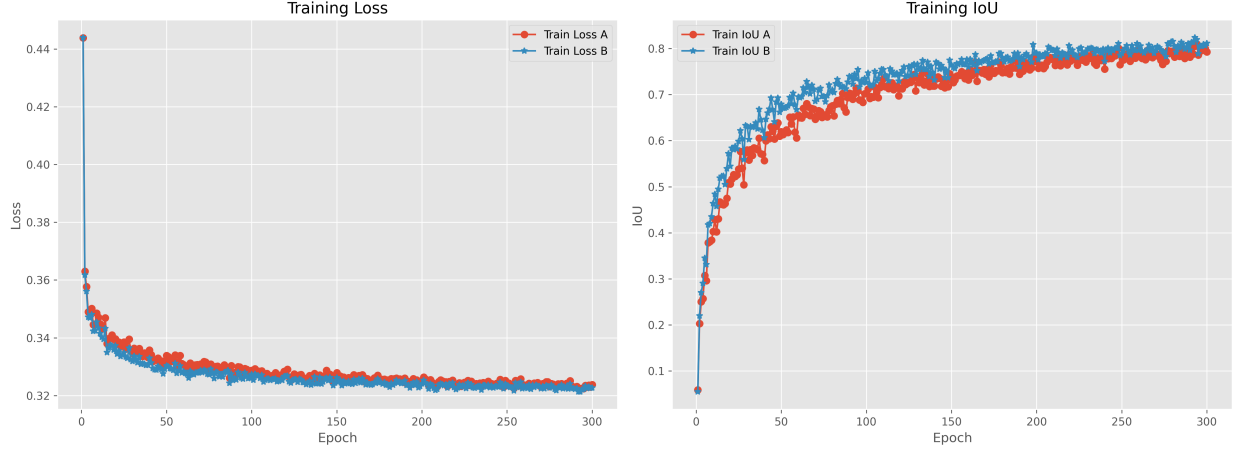 Training Loss
Train Loss A
Train Loss B
0.44
0.42
0.40
0.38
0.36
0.34
0.32
Loss
0
50
100
150
200
250
300
Epoch
Training IoU
Train IoU A
Train IoU B
0.8
0.7
0.6
0.5
0.4
0.3
0.2
0.1
IoU
0
50
100
150
200
250
300
Epoch